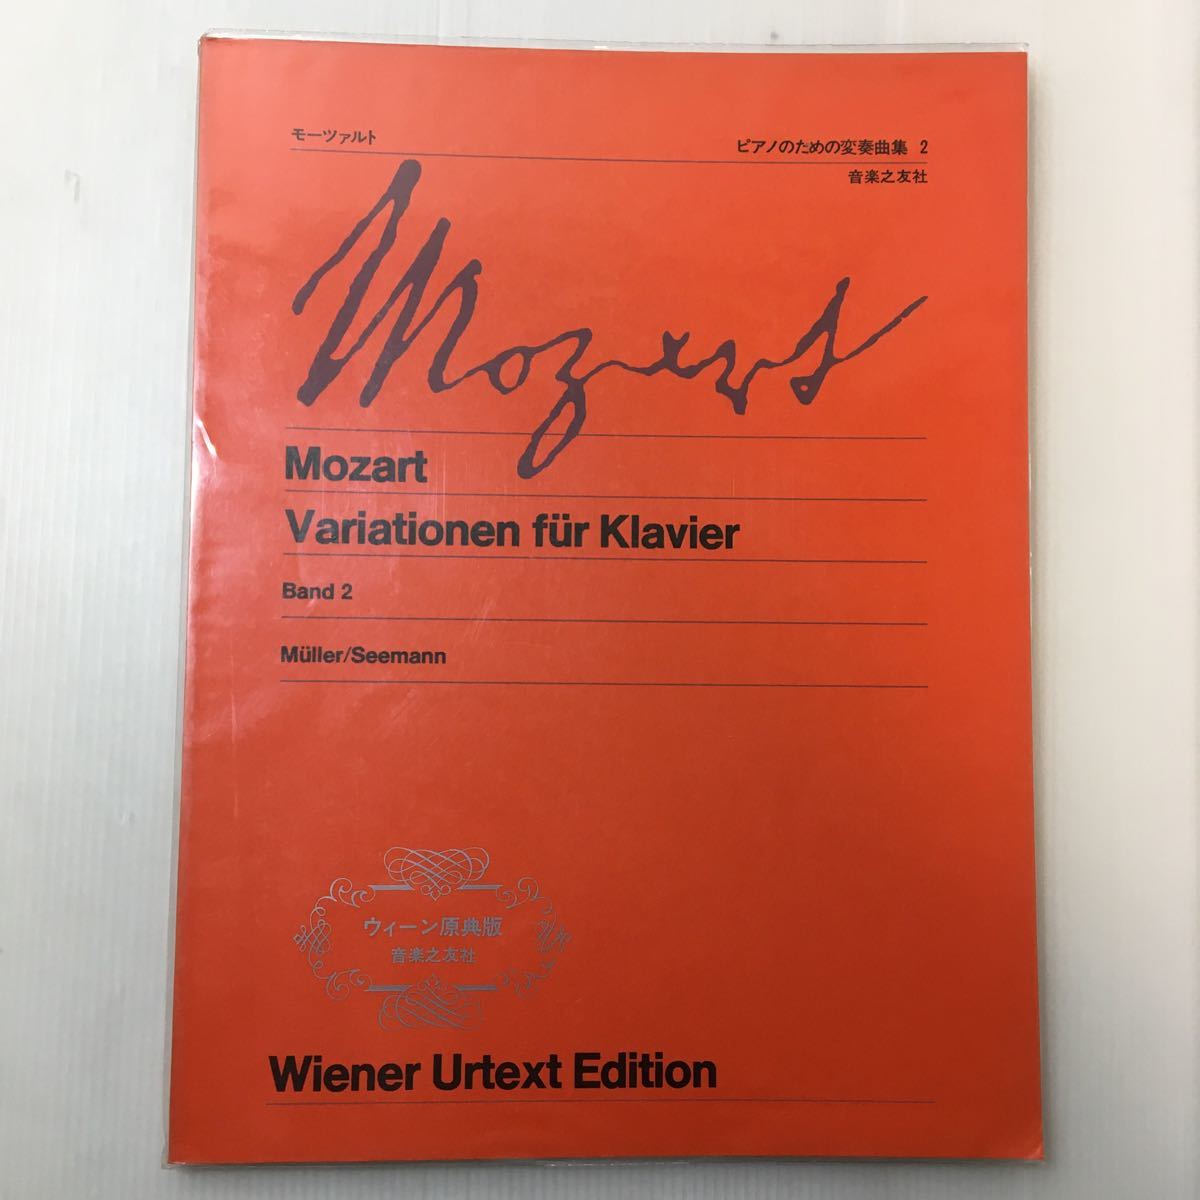 モーツァルト
ピアノのための変奏曲集 2
音楽之友社
Mozart
Mozart
Variationen für Klavier
Band 2
Müller/Seemann
ウィーン原典版
音楽之友社
Wiener Urtext Edition